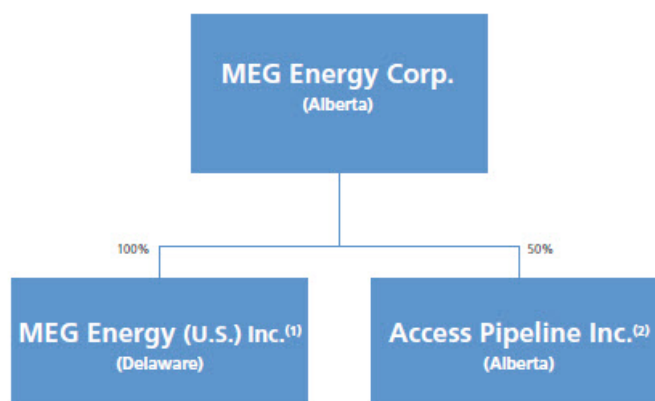 MEG Energy Corp.
(Alberta)
100%
50%
MEG Energy (U.S.) Inc.(1)
(Delaware)
Access Pipeline Inc.(2)
(Alberta)